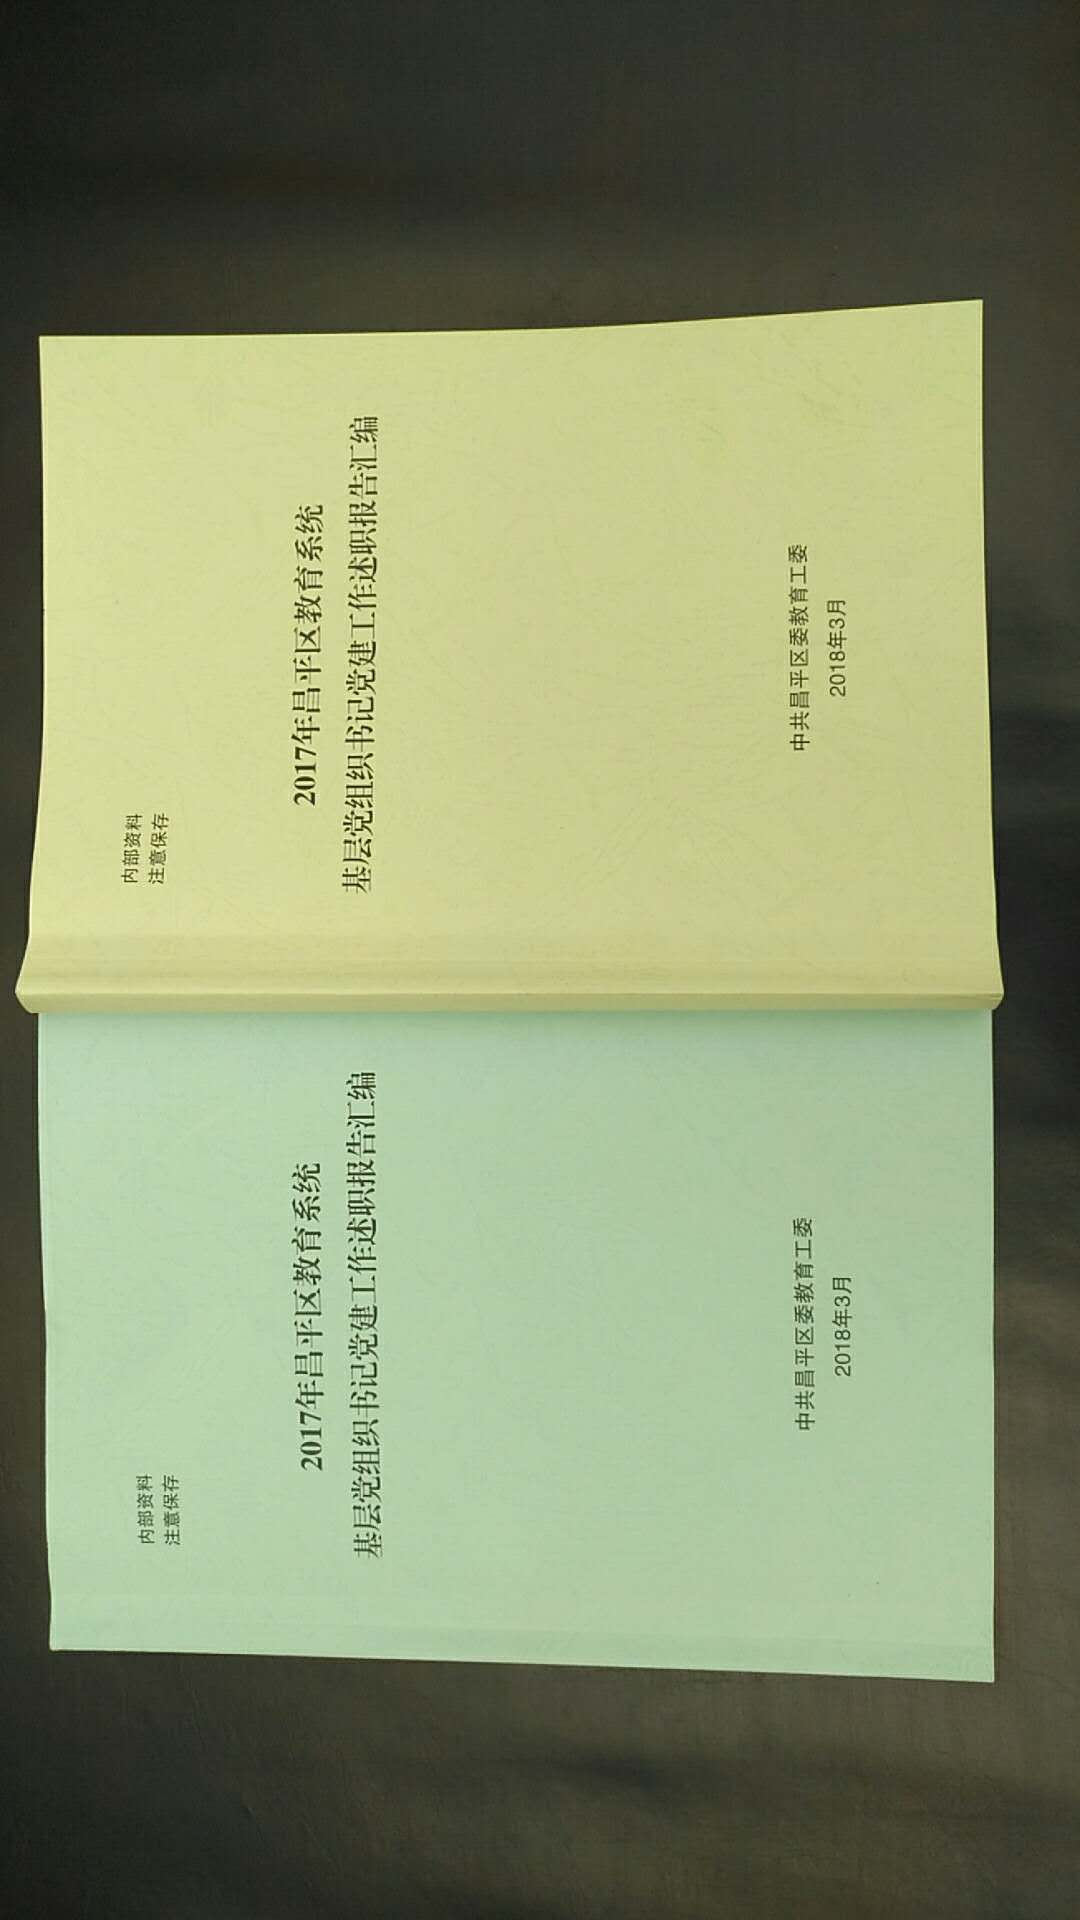 内部资料
注意保存
2017年昌平区教育系统
基层党组织书记党建工作述职报告汇编
中共昌平区委教育工委
2018年3月
内部资料
注意保存
2017年昌平区教育系统
基层党组织书记党建工作述职报告汇编
中共昌平区委教育工委
2018年3月